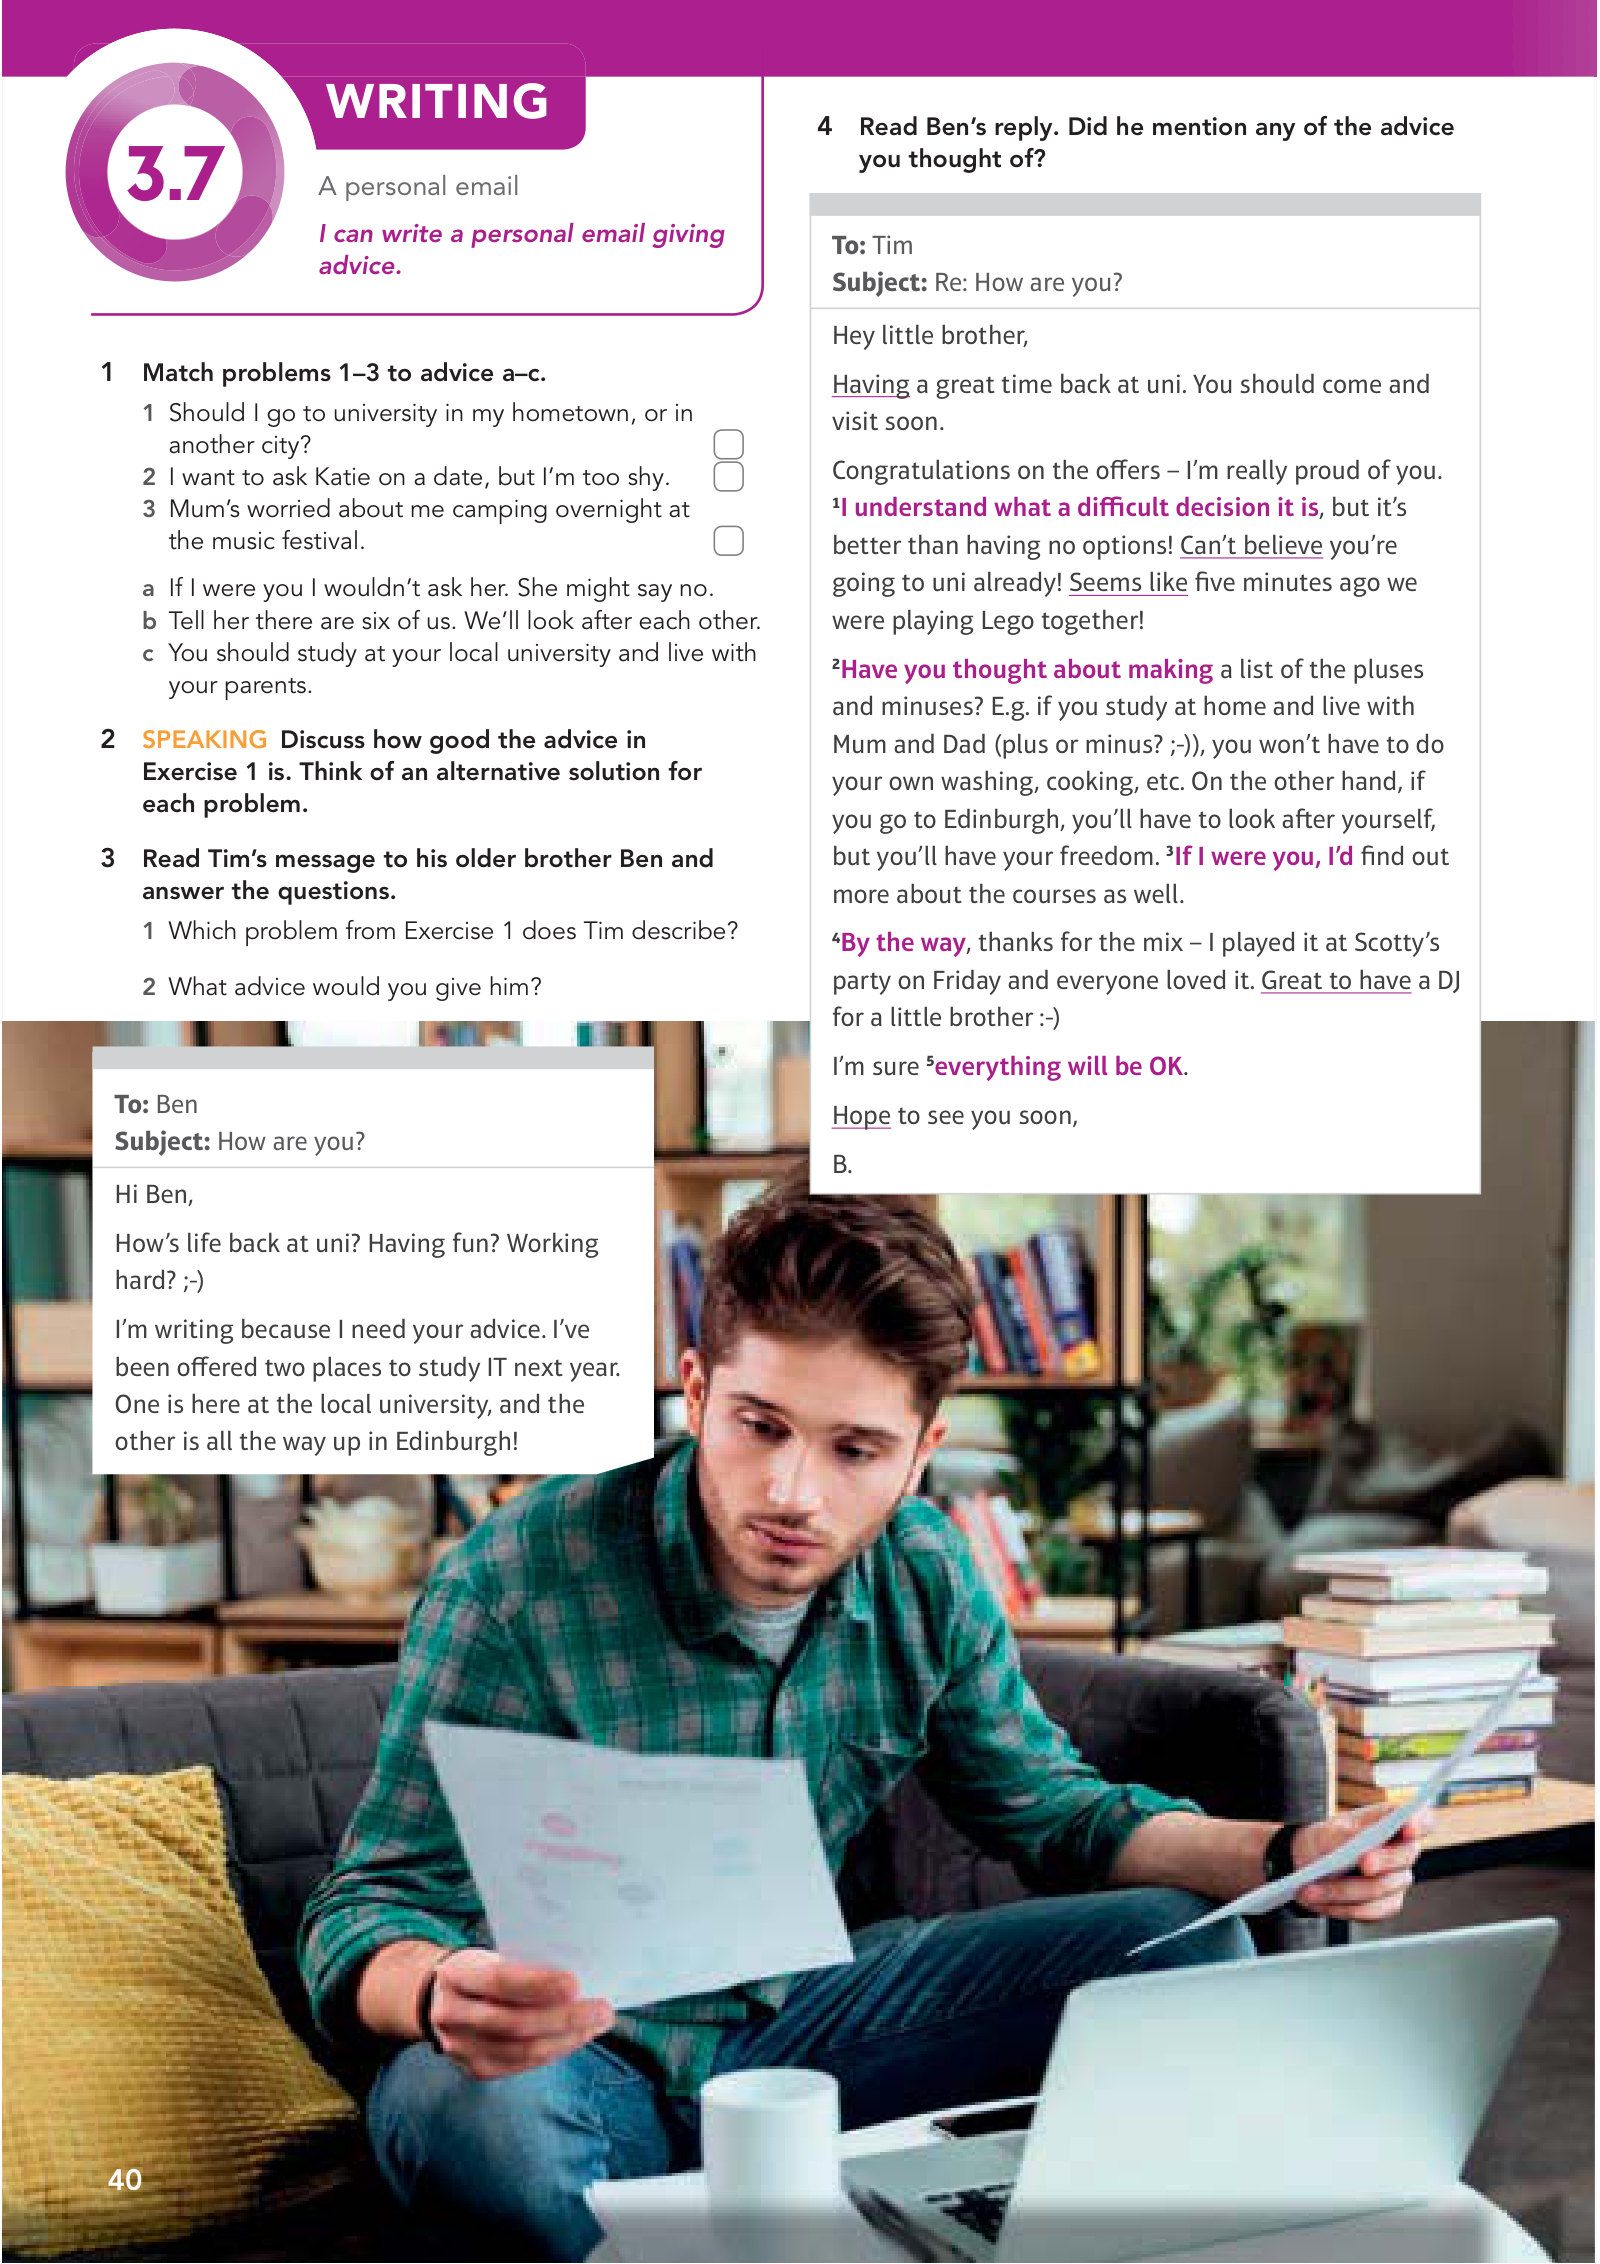 WRITING
3.7
A personal email
I can write a personal email giving
advice.
1 Match problems 1–3 to advice a–c.
1 Should I go to university in my hometown, or in
another city?
2 I want to ask Katie on a date, but I'm too shy.
3 Mum's worried about me camping overnight at
the music festival.
a If I were you I wouldn't ask her. She might say no.
b Tell her there are six of us. We'll look after each other.
c You should study at your local university and live with
your parents.
2 SPEAKING Discuss how good the advice in
Exercise 1 is. Think of an alternative solution for
each problem.
3 Read Tim's message to his older brother Ben and
answer the questions.
1 Which problem from Exercise 1 does Tim describe?
2 What advice would you give him?
To: Ben
Subject: How are you?
Hi Ben,
How's life back at uni? Having fun? Working
hard? ;-)
I'm writing because I need your advice. I've
been offered two places to study IT next year.
One is here at the local university, and the
other is all the way up in Edinburgh!
4 Read Ben's reply. Did he mention any of the advice
you thought of?
To: Tim
Subject: Re: How are you?
Hey little brother,
Having a great time back at uni. You should come and
visit soon.
Congratulations on the offers – I'm really proud of you.
¹I understand what a difficult decision it is, but it's
better than having no options! Can't believe you're
going to uni already! Seems like five minutes ago we
were playing Lego together!
²Have you thought about making a list of the pluses
and minuses? E.g. if you study at home and live with
Mum and Dad (plus or minus? ;-)), you won't have to do
your own washing, cooking, etc. On the other hand, if
you go to Edinburgh, you'll have to look after yourself,
but you'll have your freedom. ³If I were you, I'd find out
more about the courses as well.
⁴By the way, thanks for the mix – I played it at Scotty's
party on Friday and everyone loved it. Great to have a DJ
for a little brother :-)
I'm sure ⁵everything will be OK.
Hope to see you soon,
B.
40